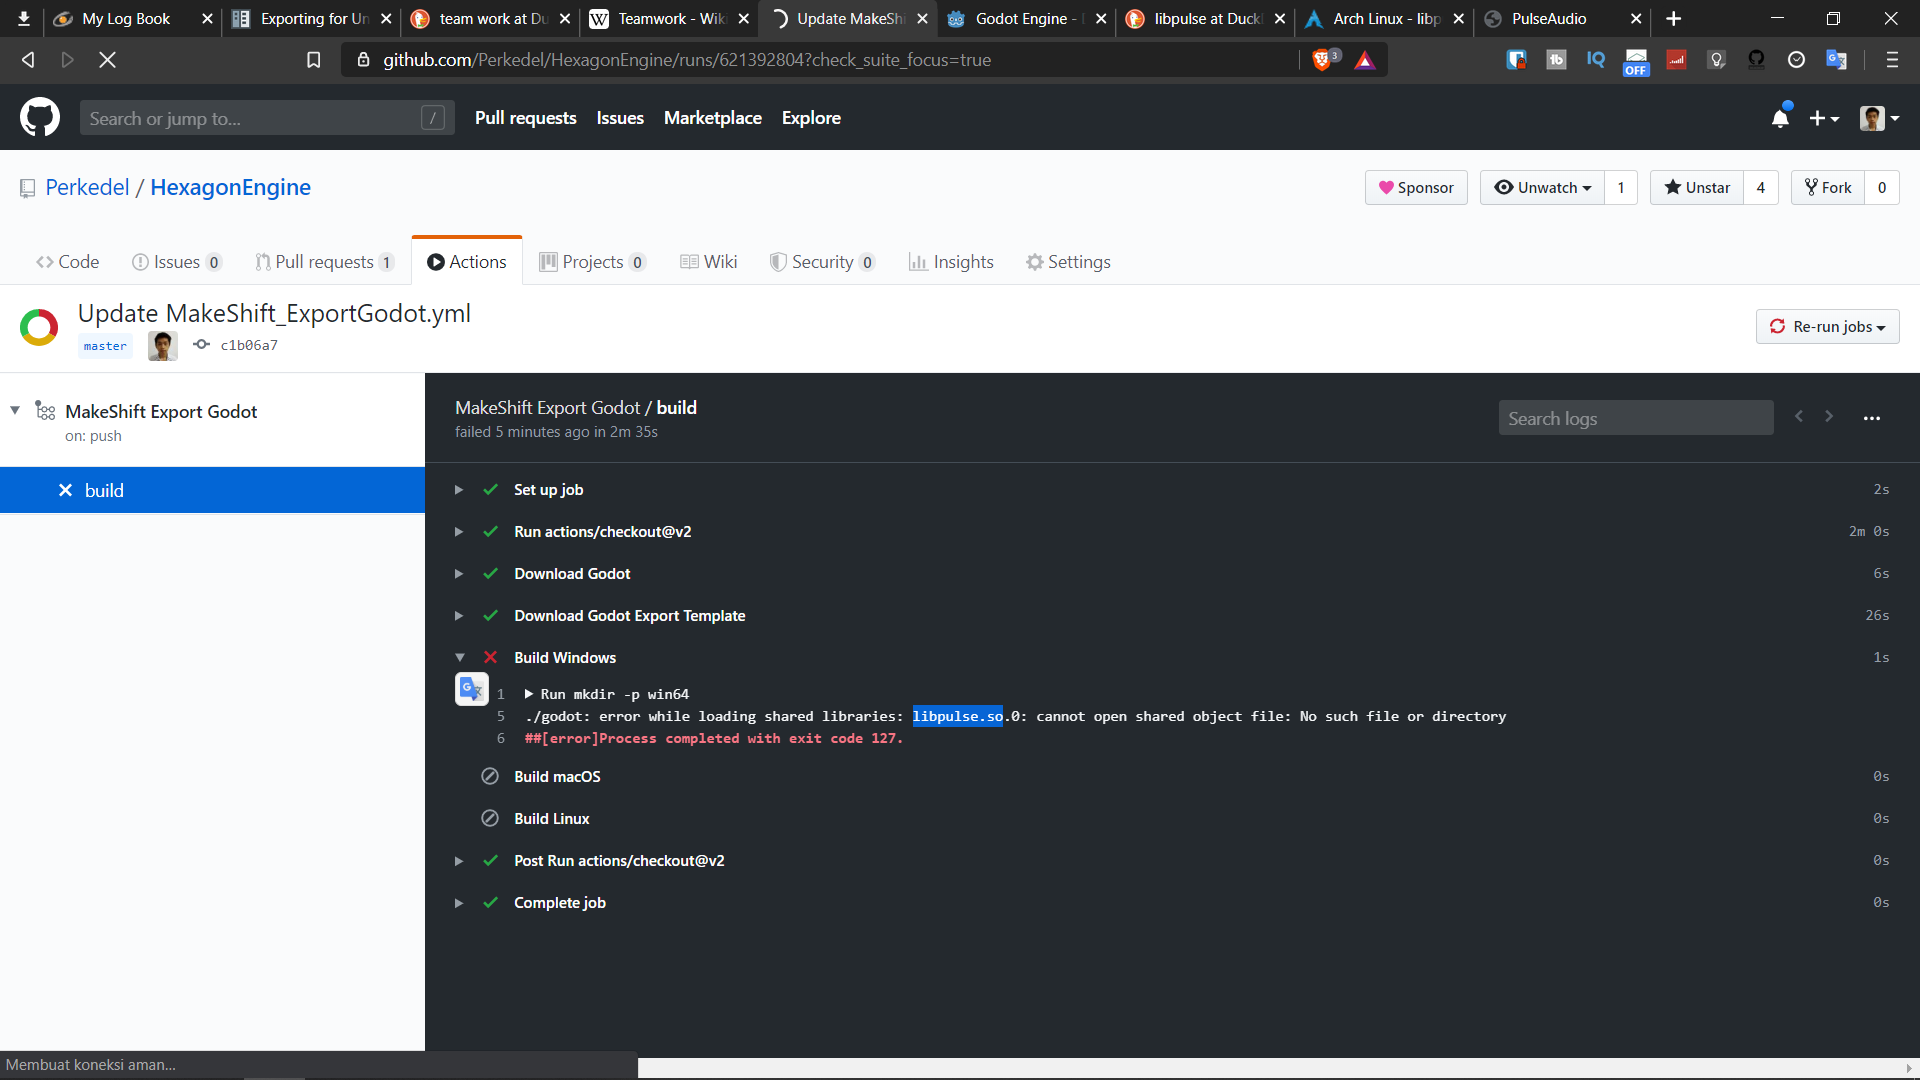 My Log Book
Exporting for Un
team work at Du
Teamwork - Wiki
Update MakeShi
Godot Engine - 
libpulse at Duck
Arch Linux - libp
PulseAudio
github.com/Perkedel/HexagonEngine/runs/621392804?check_suite_focus=true
3
OFF
Search or jump to...
/
Pull requests
Issues
Marketplace
Explore
Perkedel / HexagonEngine
Sponsor
Unwatch
1
Unstar
4
Fork
0
Code
Issues 0
Pull requests 1
Actions
Projects 0
Wiki
Security 0
Insights
Settings
Update MakeShift_ExportGodot.yml
master
c1b06a7
Re-run jobs
MakeShift Export Godot
on: push
build
MakeShift Export Godot / build
failed 5 minutes ago in 2m 35s
Search logs
Set up job 2s
Run actions/checkout@v2 2m 0s
Download Godot 6s
Download Godot Export Template 26s
Build Windows 1s
1 Run mkdir -p win64
5 ./godot: error while loading shared libraries: libpulse.so.0: cannot open shared object file: No such file or directory
6 ##[error]Process completed with exit code 127.
Build macOS 0s
Build Linux 0s
Post Run actions/checkout@v2 0s
Complete job 0s
Membuat koneksi aman...